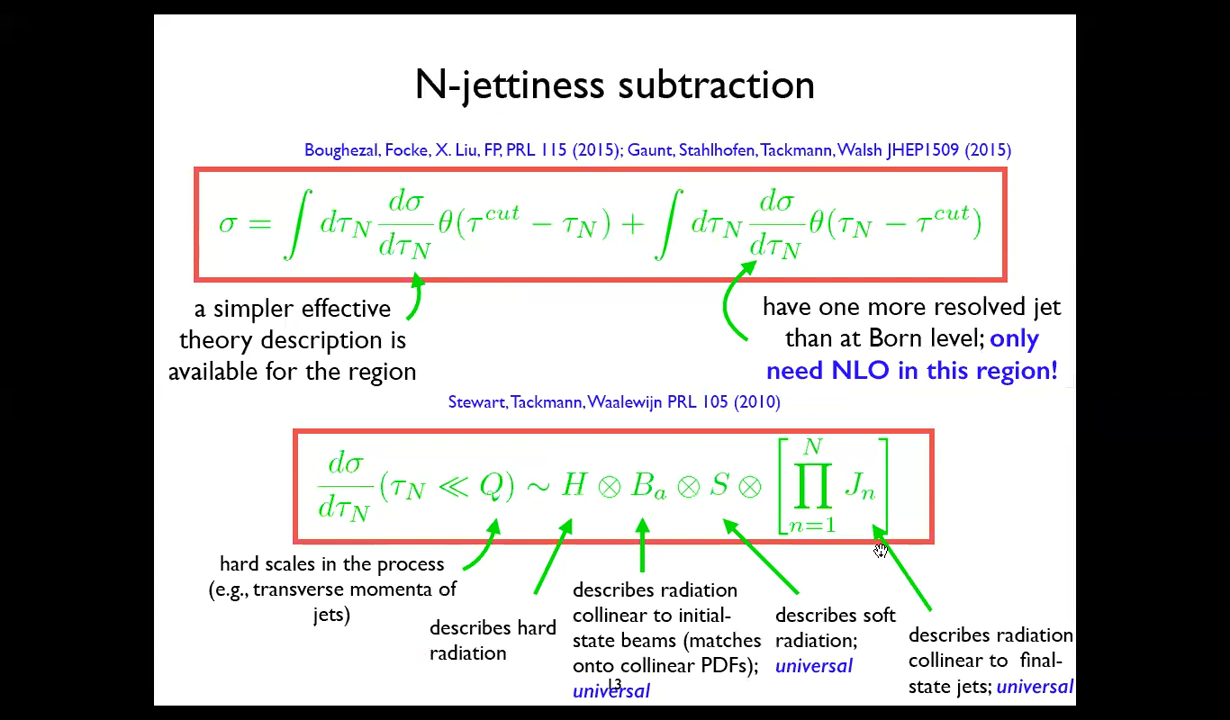 N-jettiness subtraction
Boughezal, Focke, X. Liu, FP, PRL 115 (2015); Gaunt, Stahlhofen, Tackmann, Walsh JHEP1509 (2015)
σ = ∫ dτ_N dσ/dτ_N θ(τ^cut − τ_N) + ∫ dτ_N dσ/dτ_N θ(τ_N − τ^cut)
a simpler effective
theory description is
available for the region
have one more resolved jet
than at Born level; only
need NLO in this region!
Stewart, Tackmann, Waalewijn PRL 105 (2010)
dσ/dτ_N (τ_N ≪ Q) ∼ H ⊗ B_a ⊗ S ⊗ [∏_{n=1}^{N} J_n]
hard scales in the process
(e.g., transverse momenta of
jets)
describes hard
radiation
describes radiation
collinear to initial-
state beams (matches
onto collinear PDFs);
universal
describes soft
radiation;
universal
describes radiation
collinear to final-
state jets; universal
13